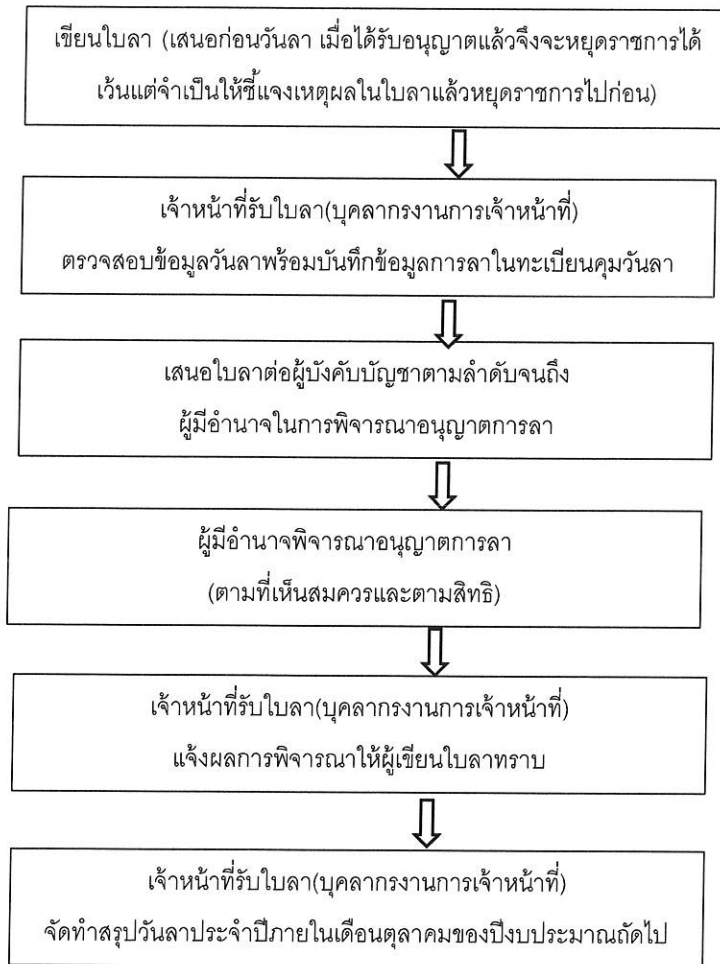 เขียนใบลา (เสนอก่อนวันลา เมื่อได้รับอนุญาตแล้วจึงจะหยุดราชการได้
เว้นแต่จำเป็นให้ชี้แจงเหตุผลในใบลาแล้วหยุดราชการไปก่อน)
เจ้าหน้าที่รับใบลา(บุคลากรงานการเจ้าหน้าที่)
ตรวจสอบข้อมูลวันลาพร้อมบันทึกข้อมูลการลาในทะเบียนคุมวันลา
เสนอใบลาต่อผู้บังคับบัญชาตามลำดับจนถึง
ผู้มีอำนาจในการพิจารณาอนุญาตการลา
ผู้มีอำนาจพิจารณาอนุญาตการลา
(ตามที่เห็นสมควรและตามสิทธิ)
เจ้าหน้าที่รับใบลา(บุคลากรงานการเจ้าหน้าที่)
แจ้งผลการพิจารณาให้ผู้เขียนใบลาทราบ
เจ้าหน้าที่รับใบลา(บุคลากรงานการเจ้าหน้าที่)
จัดทำสรุปวันลาประจำปีภายในเดือนตุลาคมของปีงบประมาณถัดไป